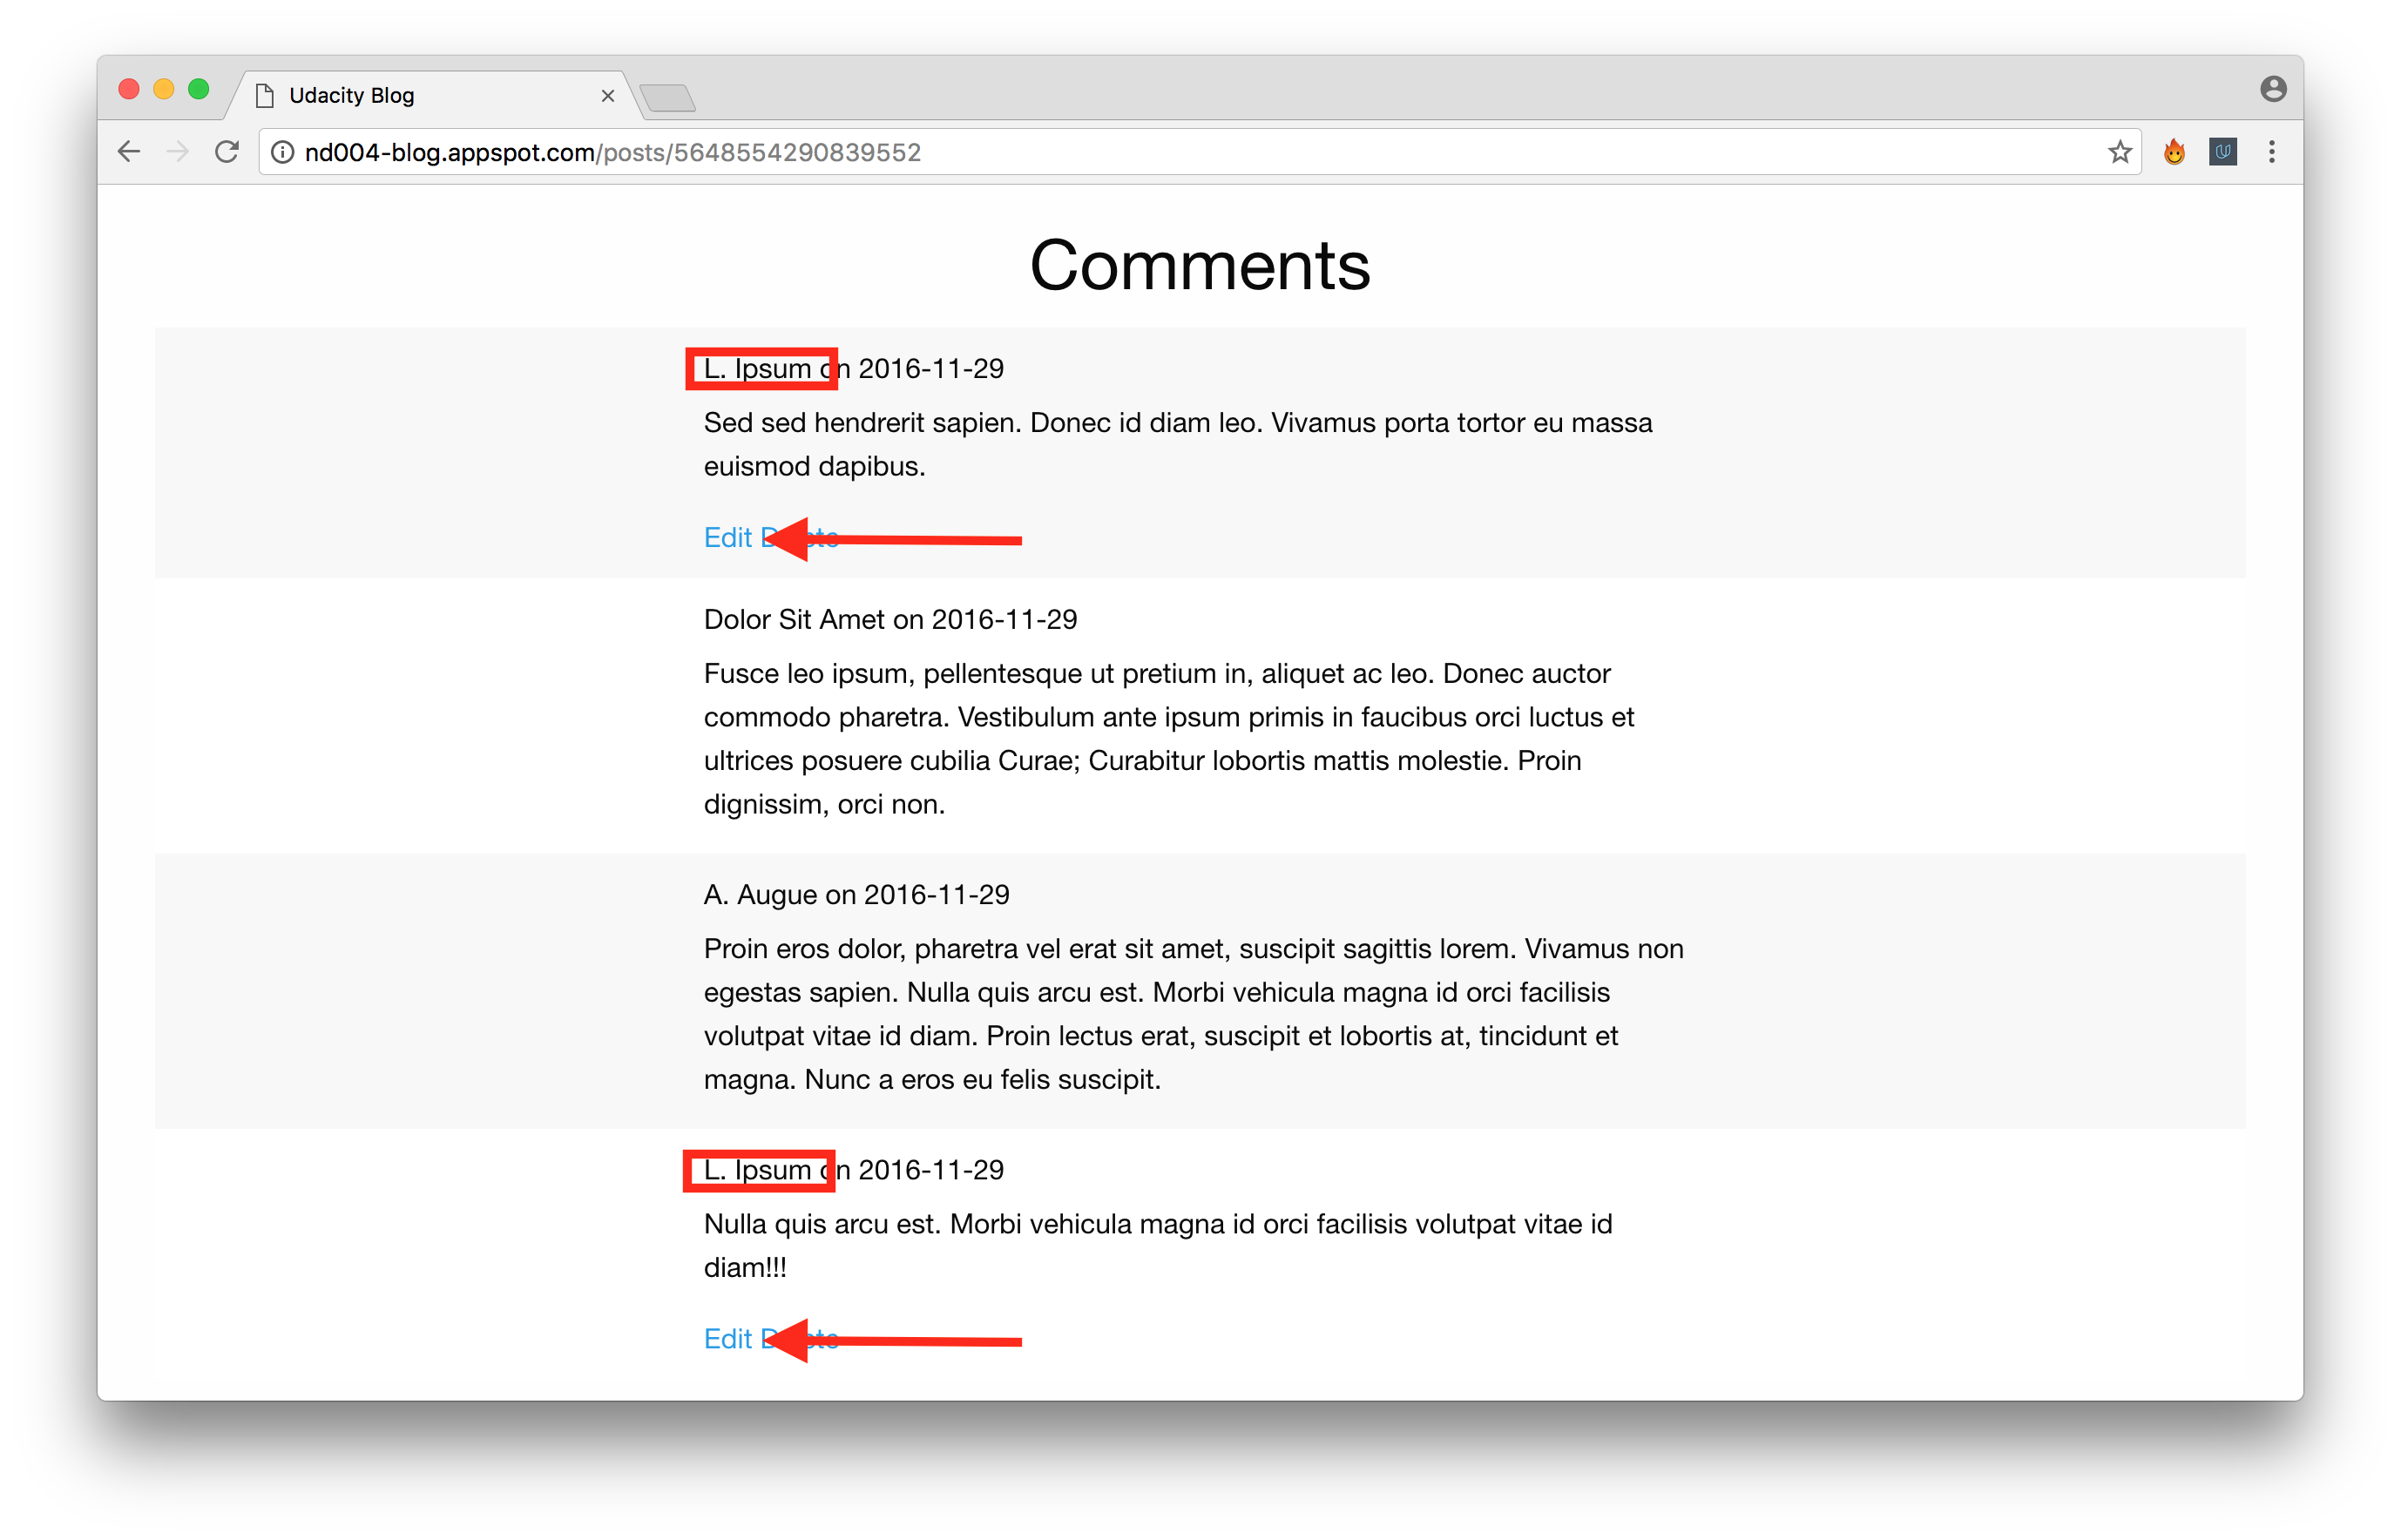 Udacity Blog
nd004-blog.appspot.com/posts/5648554290839552
Comments
L. Ipsum on 2016-11-29
Sed sed hendrerit sapien. Donec id diam leo. Vivamus porta tortor eu massa
euismod dapibus.
Edit Delete
Dolor Sit Amet on 2016-11-29
Fusce leo ipsum, pellentesque ut pretium in, aliquet ac leo. Donec auctor
commodo pharetra. Vestibulum ante ipsum primis in faucibus orci luctus et
ultrices posuere cubilia Curae; Curabitur lobortis mattis molestie. Proin
dignissim, orci non.
A. Augue on 2016-11-29
Proin eros dolor, pharetra vel erat sit amet, suscipit sagittis lorem. Vivamus non
egestas sapien. Nulla quis arcu est. Morbi vehicula magna id orci facilisis
volutpat vitae id diam. Proin lectus erat, suscipit et lobortis at, tincidunt et
magna. Nunc a eros eu felis suscipit.
L. Ipsum on 2016-11-29
Nulla quis arcu est. Morbi vehicula magna id orci facilisis volutpat vitae id
diam!!!
Edit Delete